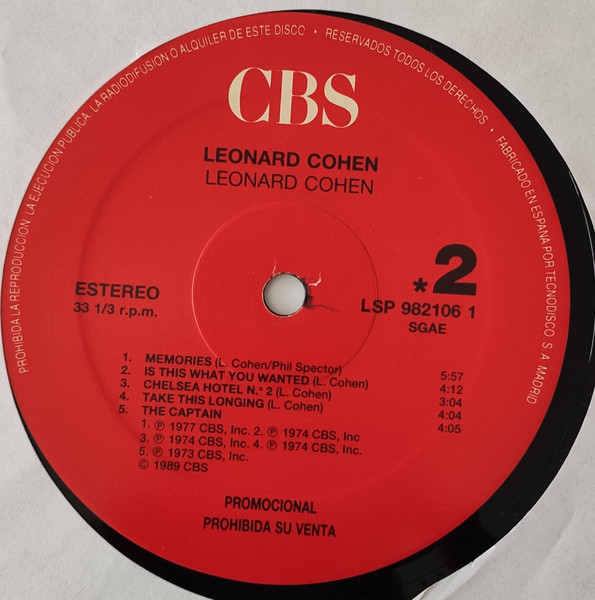 PROHIBIDA LA REPRODUCCION LA EJECUCION PUBLICA LA RADIODIFUSION O ALQUILER DE ESTE DISCO • RESERVADOS TODOS LOS DERECHOS • FABRICADO EN ESPAÑA POR TECNODISCO S. A. MADRID
CBS
LEONARD COHEN
LEONARD COHEN
*2
ESTEREO
33 1/3 r.p.m.
LSP 982106 1
SGAE
1. MEMORIES (L. Cohen/Phil Spector) 5:57
2. IS THIS WHAT YOU WANTED (L. Cohen) 4:12
3. CHELSEA HOTEL N.º 2 (L. Cohen) 3:04
4. TAKE THIS LONGING (L. Cohen) 4:04
5. THE CAPTAIN 4:05
1. ℗ 1977 CBS, Inc. 2. ℗ 1974 CBS, Inc
3. ℗ 1974 CBS, Inc. 4. ℗ 1974 CBS, Inc.
5. ℗ 1973 CBS, Inc.
© 1989 CBS
PROMOCIONAL
PROHIBIDA SU VENTA